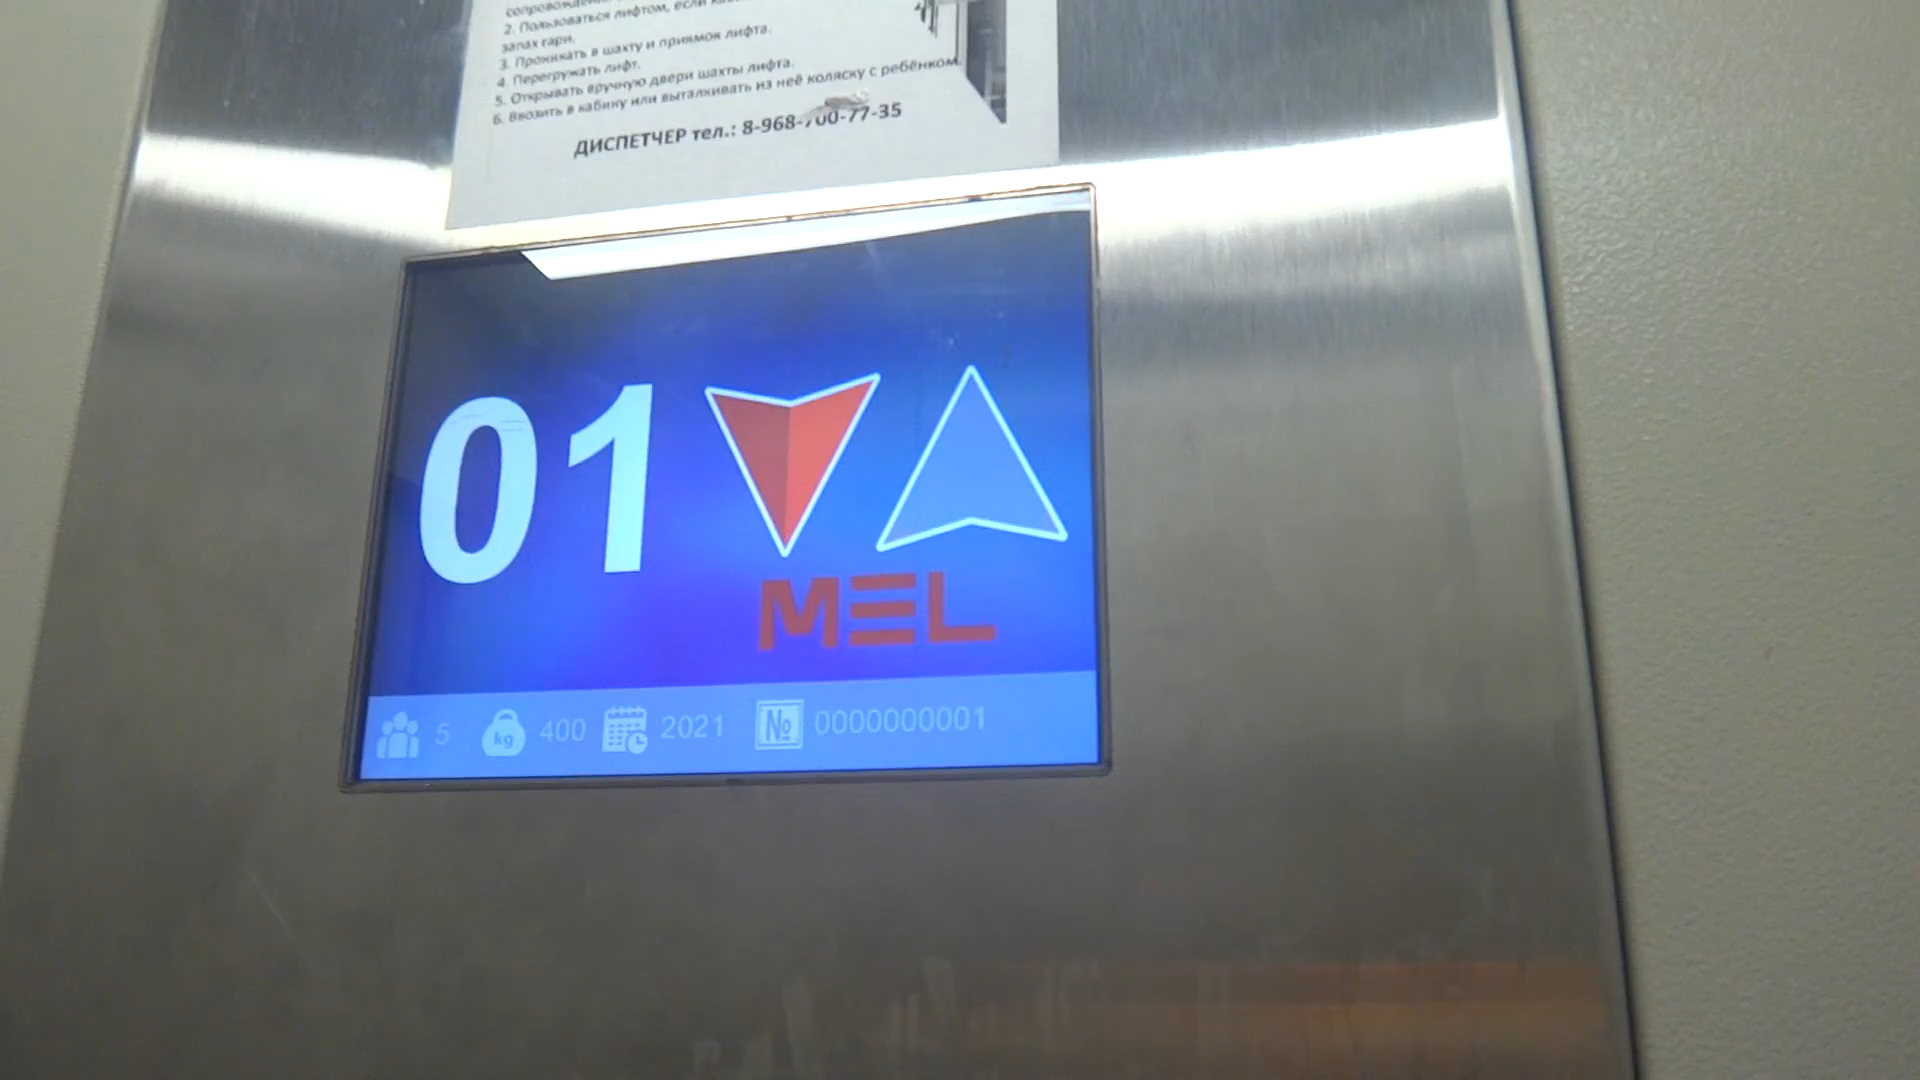 сопровождени
2. Пользоваться лифтом, если
запах гари.
3. Проникать в шахту и приямок лифта.
4. Перегружать лифт.
5. Открывать вручную двери шахты лифта.
6. Ввозить в кабину или выталкивать из неё коляску с ребёнком.
ДИСПЕТЧЕР тел.: 8-968-700-77-35
01
MEL
5 kg 400 2021 № 0000000001